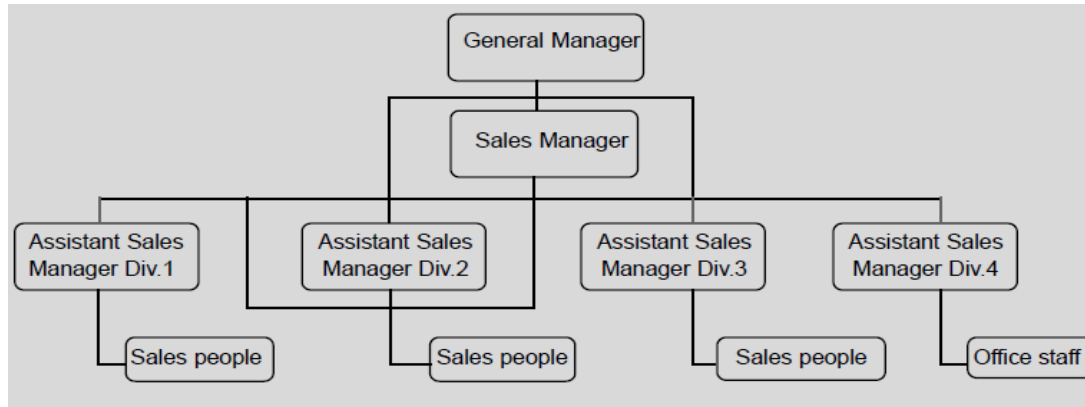 General Manager
Sales Manager
Assistant Sales
Manager Div.1
Assistant Sales
Manager Div.2
Assistant Sales
Manager Div.3
Assistant Sales
Manager Div.4
Sales people
Sales people
Sales people
Office staff